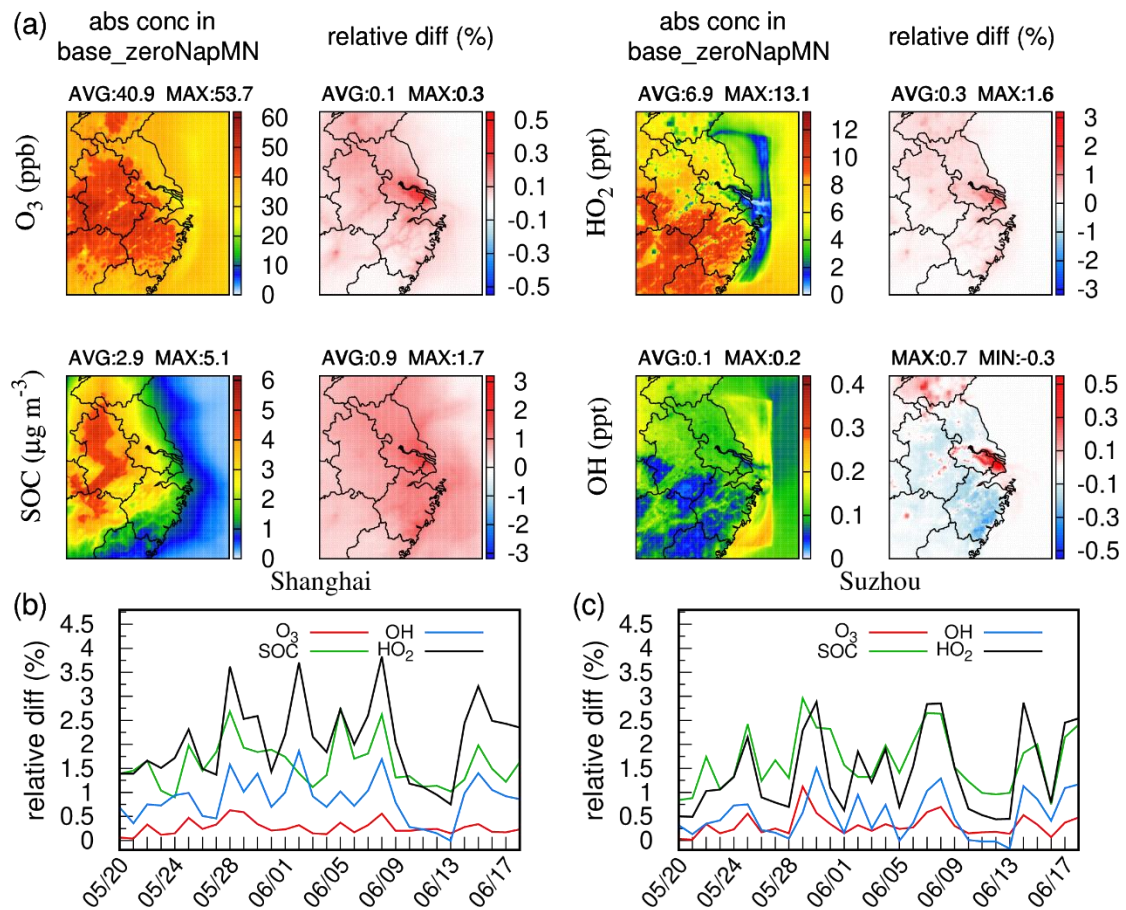 (a)
abs conc in
base_zeroNapMN
relative diff (%)
abs conc in
base_zeroNapMN
relative diff (%)
AVG:40.9 MAX:53.7
AVG:0.1 MAX:0.3
AVG:6.9 MAX:13.1
AVG:0.3 MAX:1.6
O3 (ppb)
60
50
40
30
20
10
0
0.5
0.3
0.1
-0.1
-0.3
-0.5
HO2 (ppt)
12
10
8
6
4
2
0
3
2
1
0
-1
-2
-3
AVG:2.9 MAX:5.1
AVG:0.9 MAX:1.7
AVG:0.1 MAX:0.2
MAX:0.7 MIN:-0.3
SOC (µg m-3)
6
5
4
3
2
1
0
3
2
1
0
-1
-2
-3
OH (ppt)
0.4
0.3
0.2
0.1
0
0.5
0.3
0.1
-0.1
-0.3
-0.5
(b)
Shanghai
relative diff (%)
4.5
4
3.5
3
2.5
2
1.5
1
0.5
0
O3
OH
SOC
HO2
05/20
05/24
05/28
06/01
06/05
06/09
06/13
06/17
(c)
Suzhou
relative diff (%)
4.5
4
3.5
3
2.5
2
1.5
1
0.5
0
O3
OH
SOC
HO2
05/20
05/24
05/28
06/01
06/05
06/09
06/13
06/17